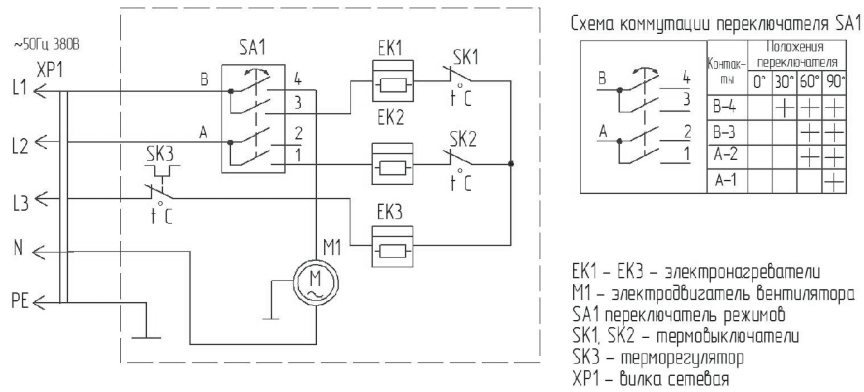 ~50Гц 380В
XP1
L1
L2
L3
N
PE
SK3
t°C
SA1
B
A
4
3
2
1
EK1
SK1
t°C
EK2
SK2
t°C
EK3
M1
M
~
Схема коммутации переключателя SA1
B
4
3
A
2
1
Контак-ты
Положения
переключателя
0° 30° 60° 90°
B-4 + + +
B-3 + +
A-2 + +
A-1 +
EK1 - EK3 - электронагреватели
M1 - электродвигатель вентилятора
SA1 переключатель режимов
SK1, SK2 - термовыключатели
SK3 - терморегулятор
XP1 - вилка сетевая